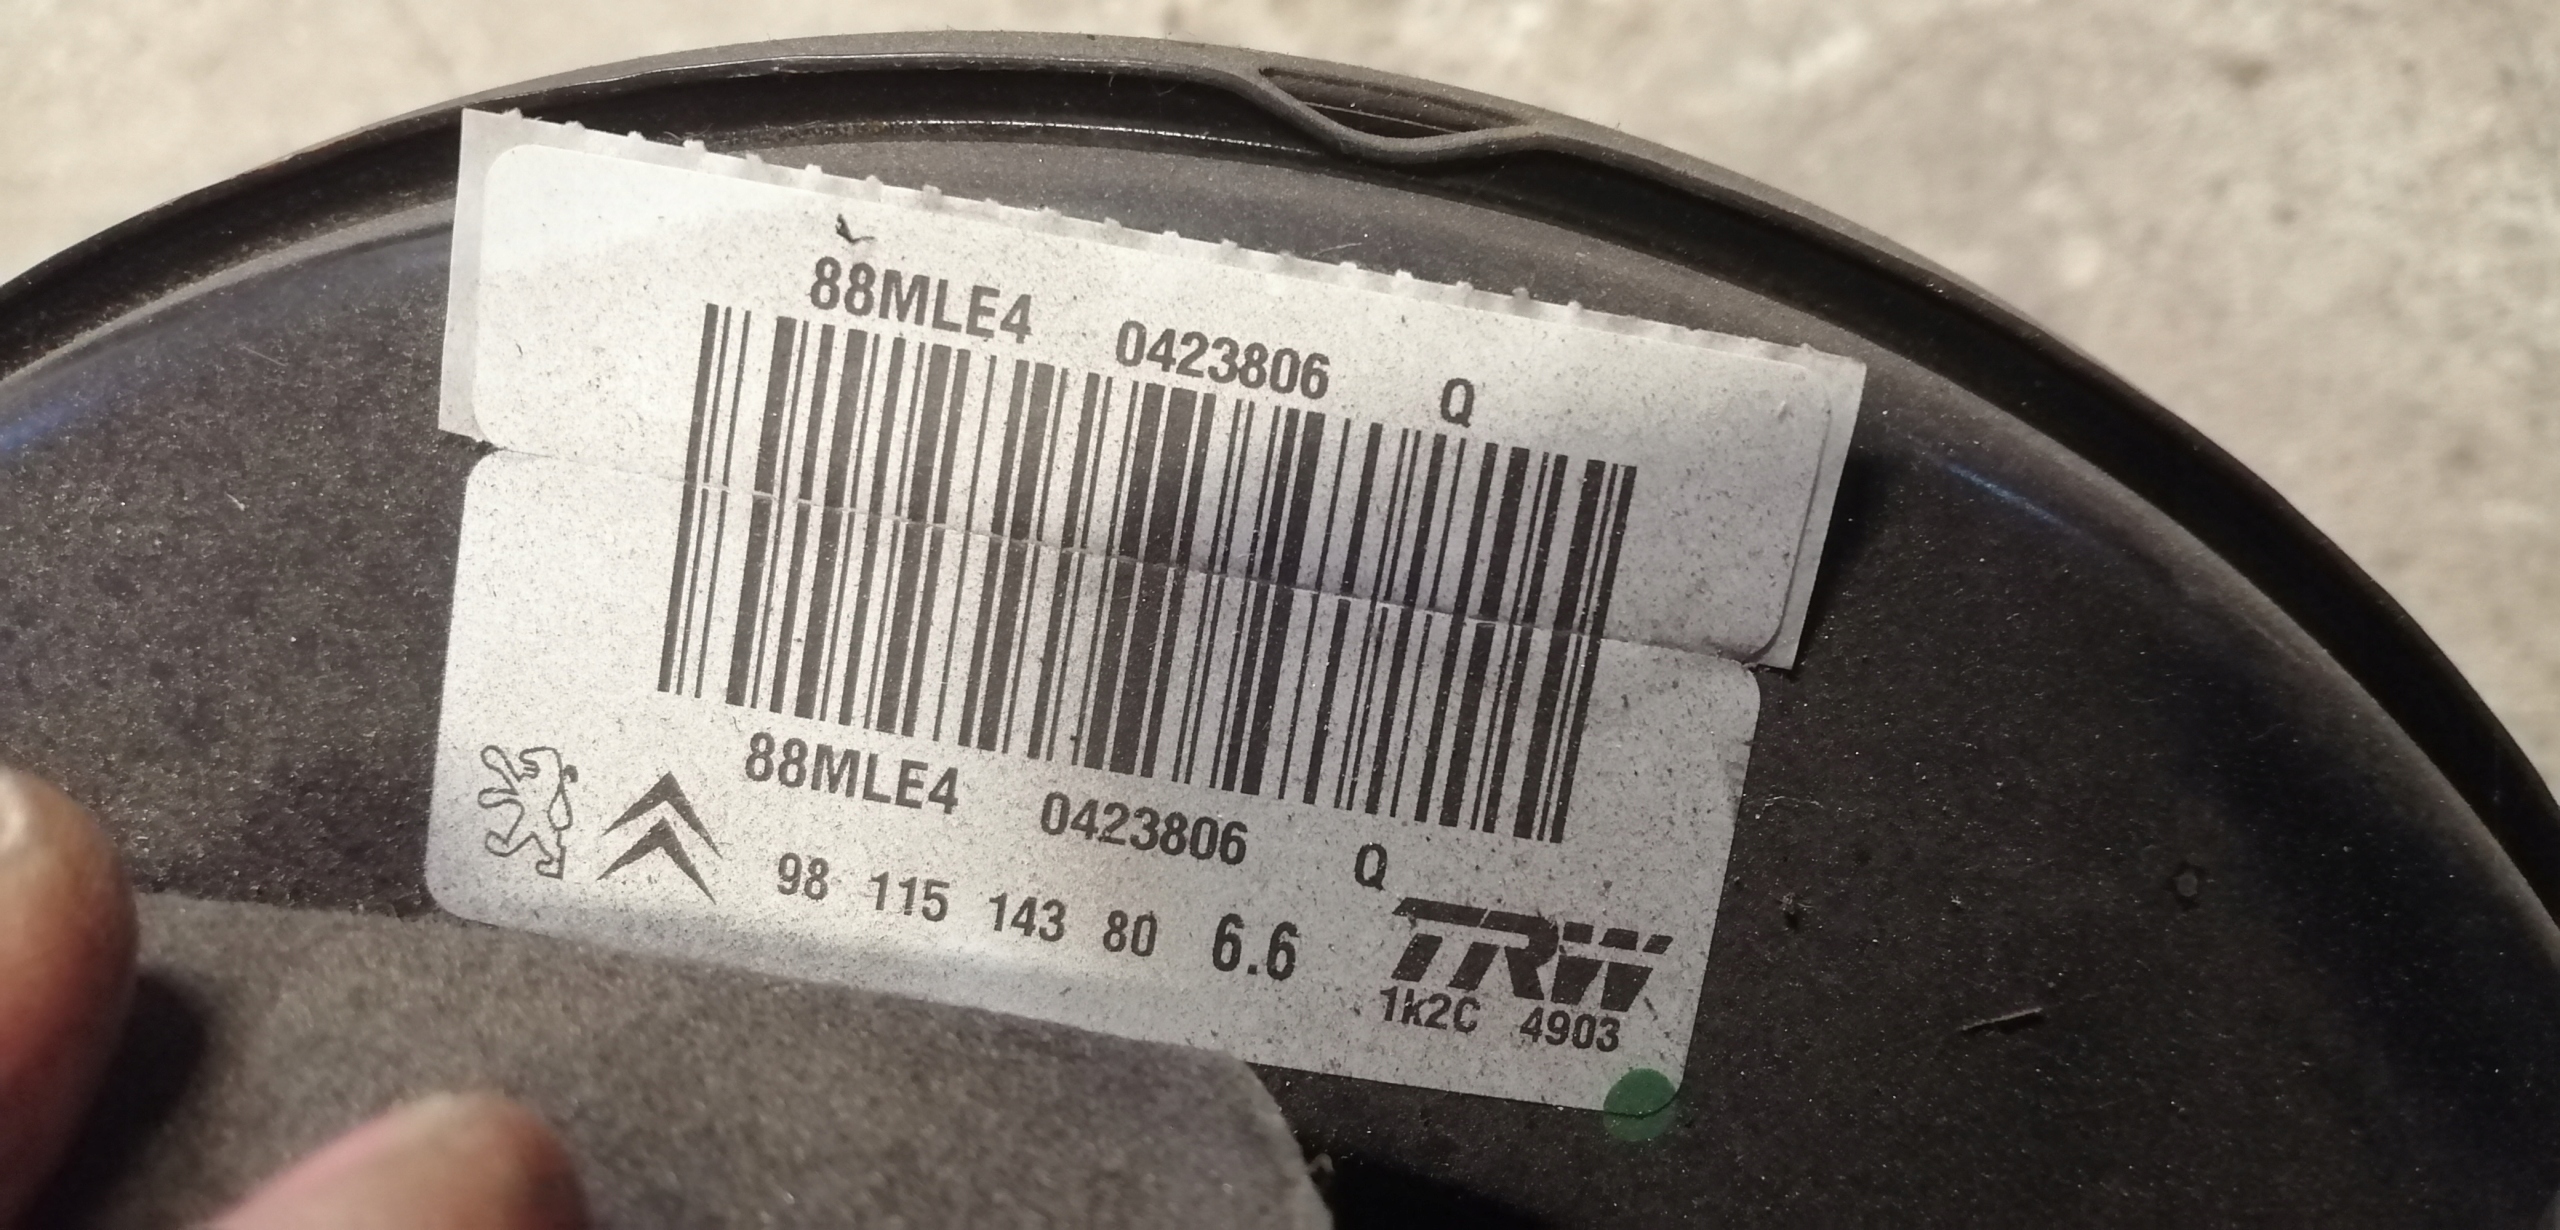 88MLE4 0423806 Q
88MLE4 0423806 Q
98 115 143 80 6.6 TRW
1k2C 4903